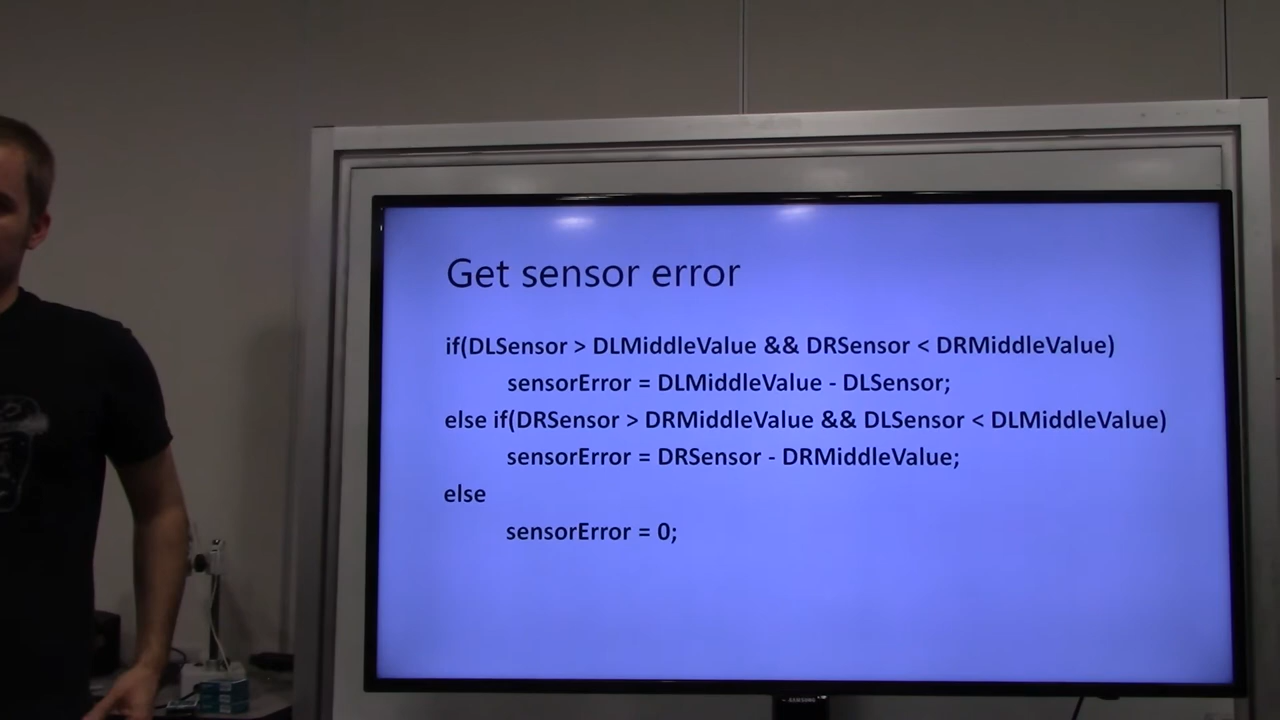 Get sensor error
if(DLSensor > DLMiddleValue && DRSensor < DRMiddleValue)
sensorError = DLMiddleValue - DLSensor;
else if(DRSensor > DRMiddleValue && DLSensor < DLMiddleValue)
sensorError = DRSensor - DRMiddleValue;
else
sensorError = 0;
SAMSUNG